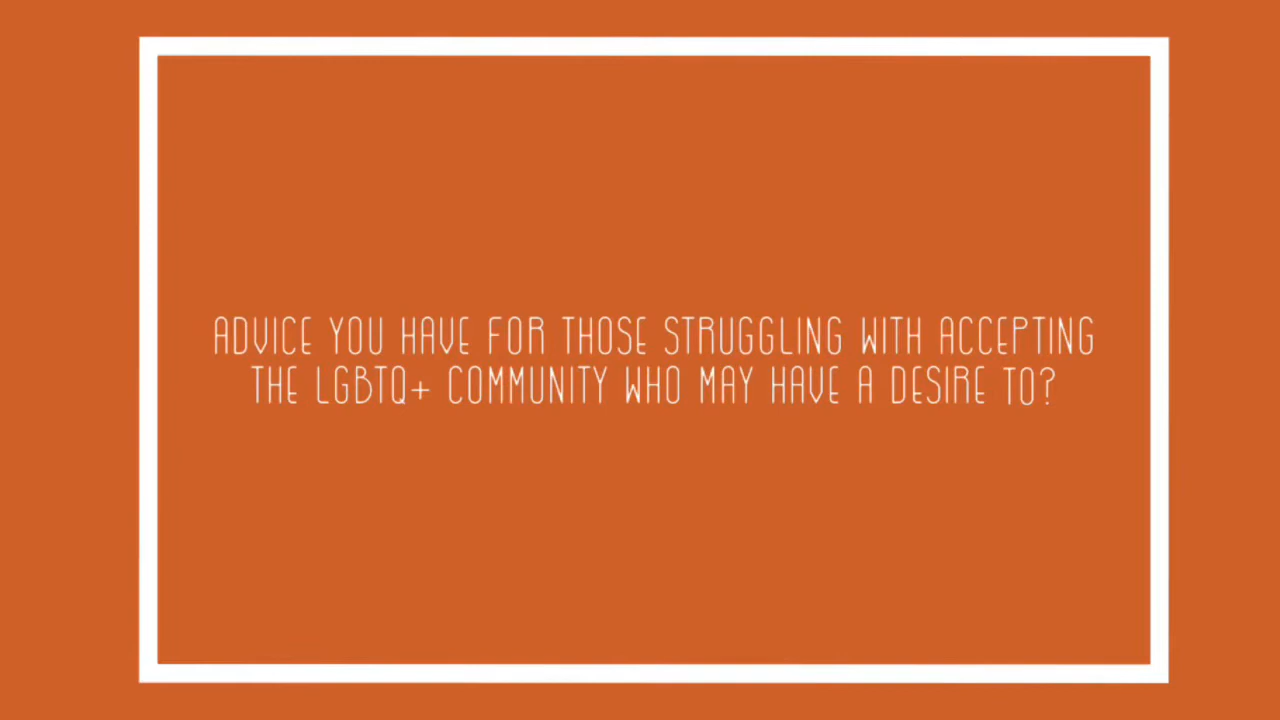 ADVICE YOU HAVE FOR THOSE STRUGGLING WITH ACCEPTING
THE LGBTQ+ COMMUNITY WHO MAY HAVE A DESIRE TO?